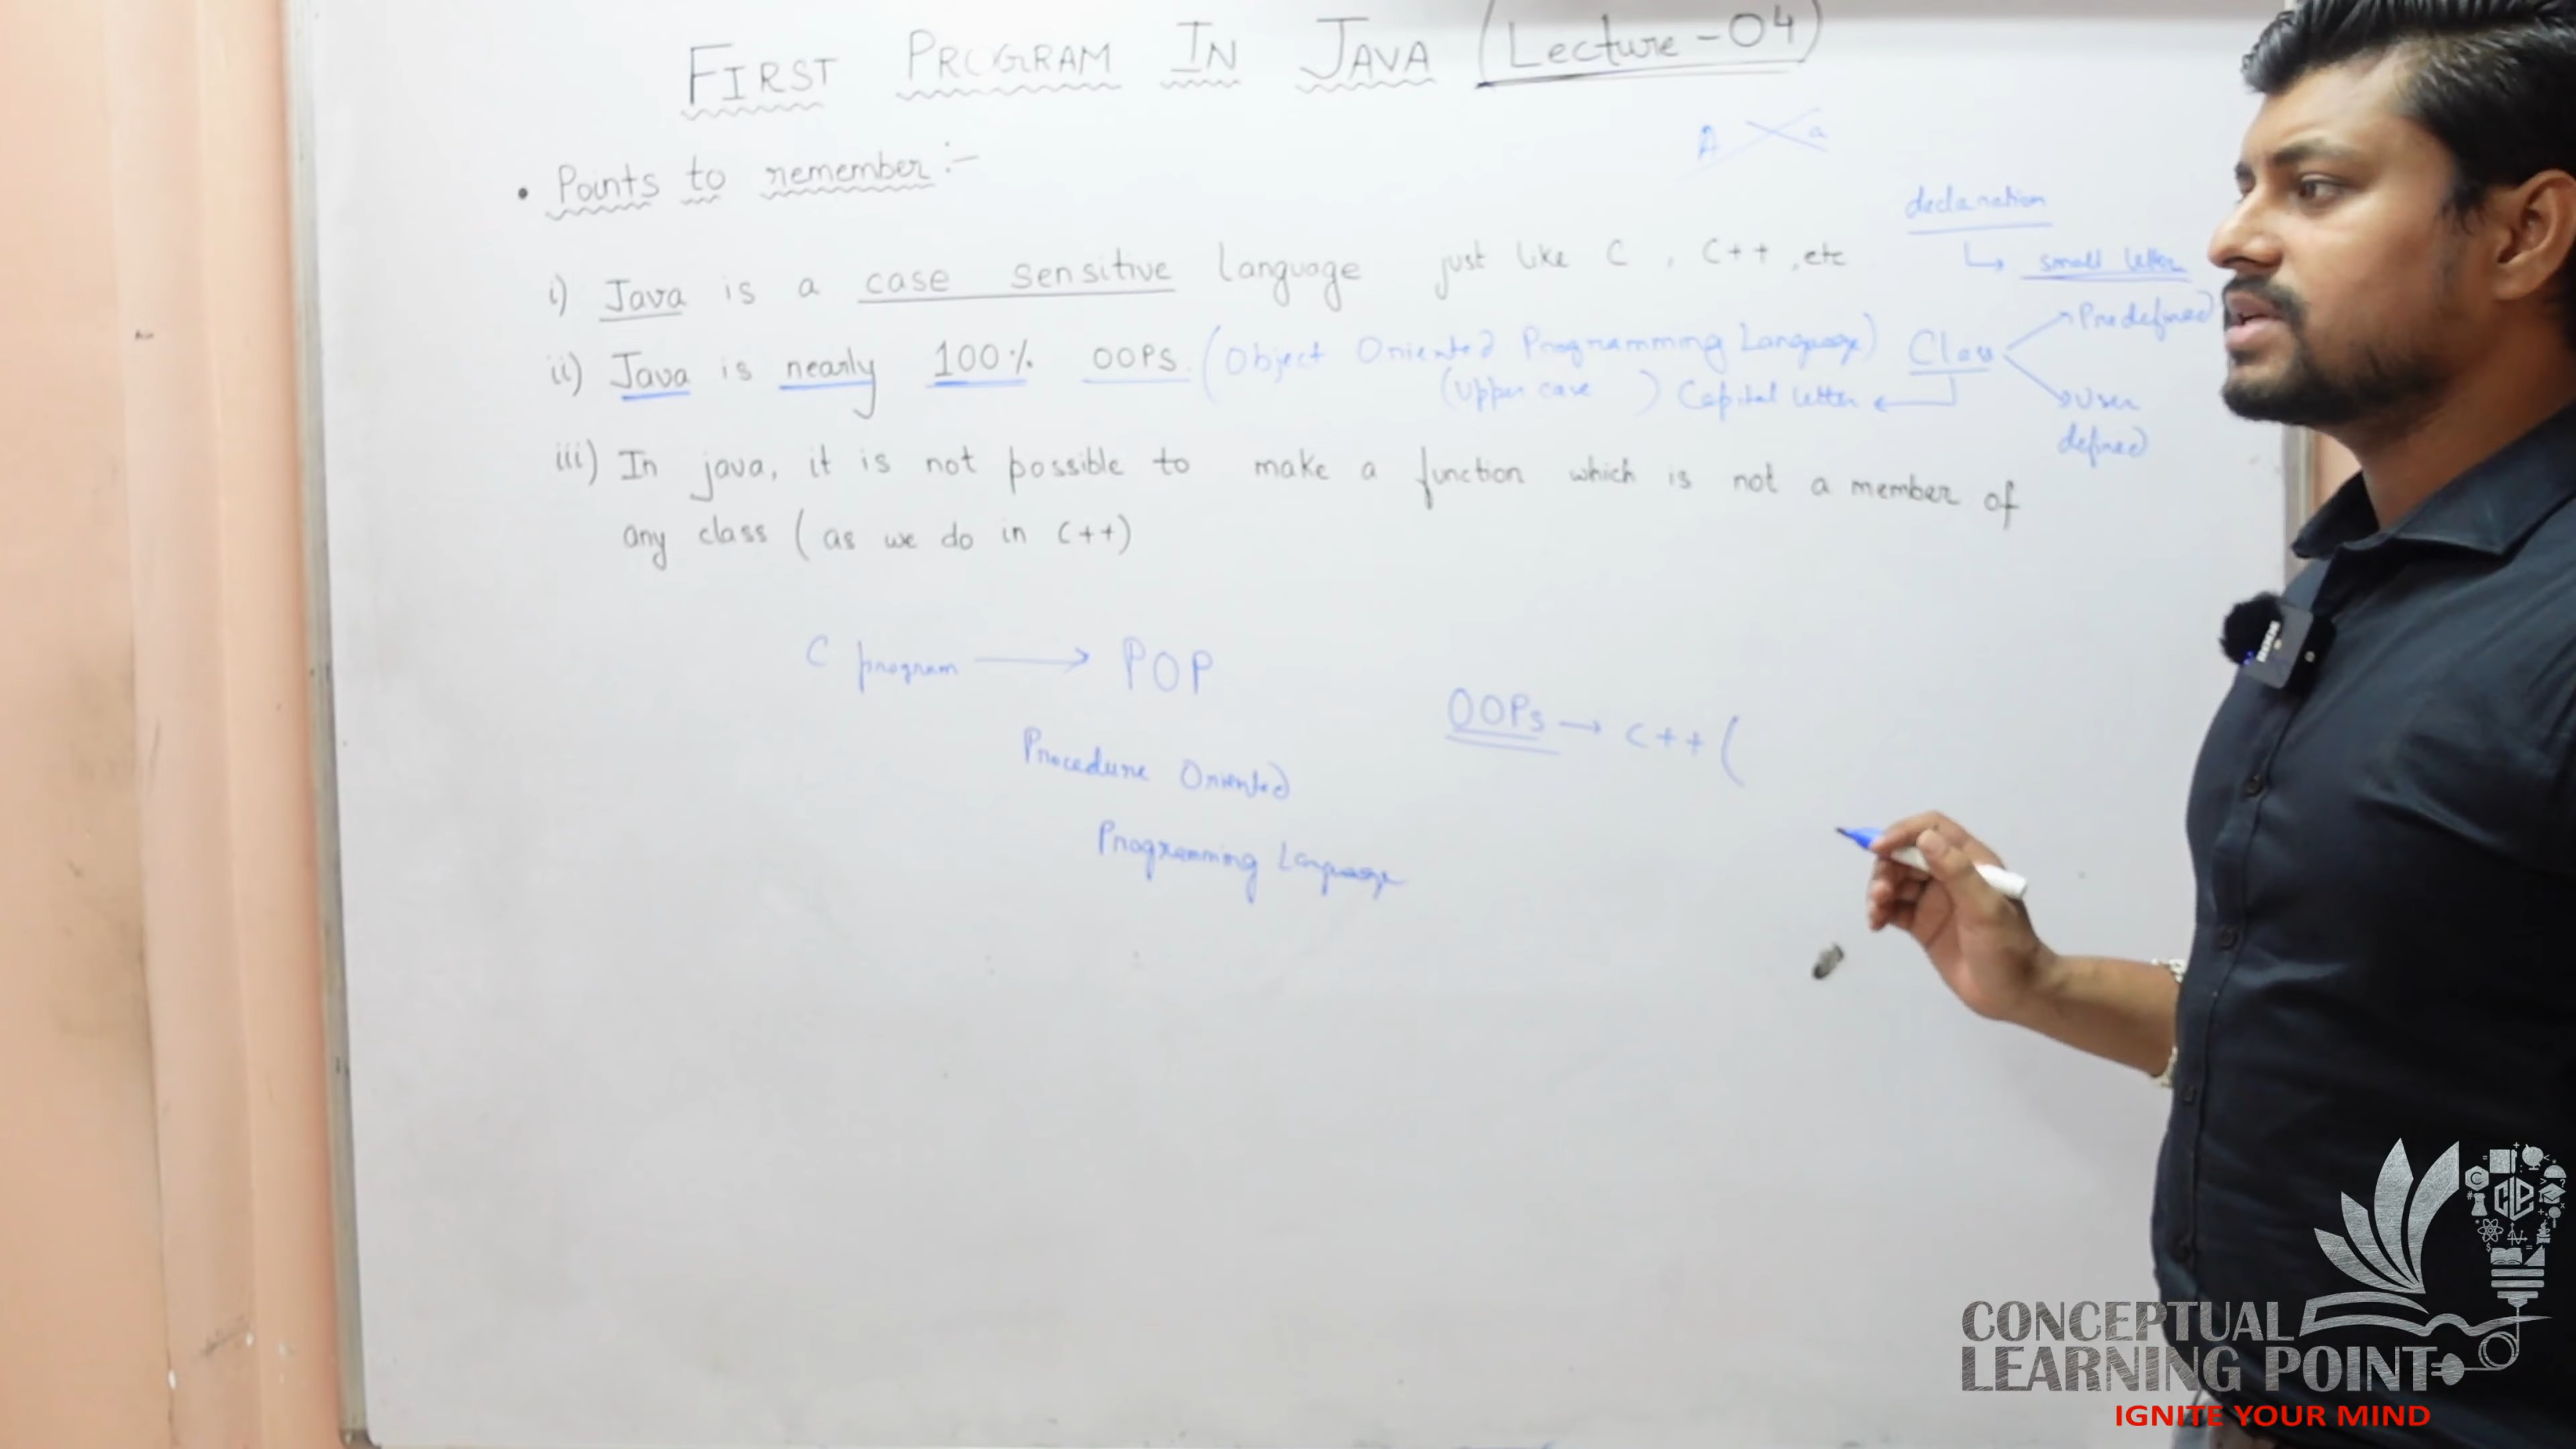 FIRST PROGRAM IN JAVA (Lecture-04)
A a
• Points to remember:-
declaration
small letter
i) Java is a case sensitive language just like C, C++, etc
Predefined
ii) Java is nearly 100% OOPS. (Object Oriented Programming Language) Class
(Upper case ) Capital letter
User
defined
iii) In java, it is not possible to make a function which is not a member of
any class (as we do in C++)
C program → POP
OOPs → C++ (
Procedure Oriented
Programming Language
CLP
CONCEPTUAL
LEARNING POINT
IGNITE YOUR MIND